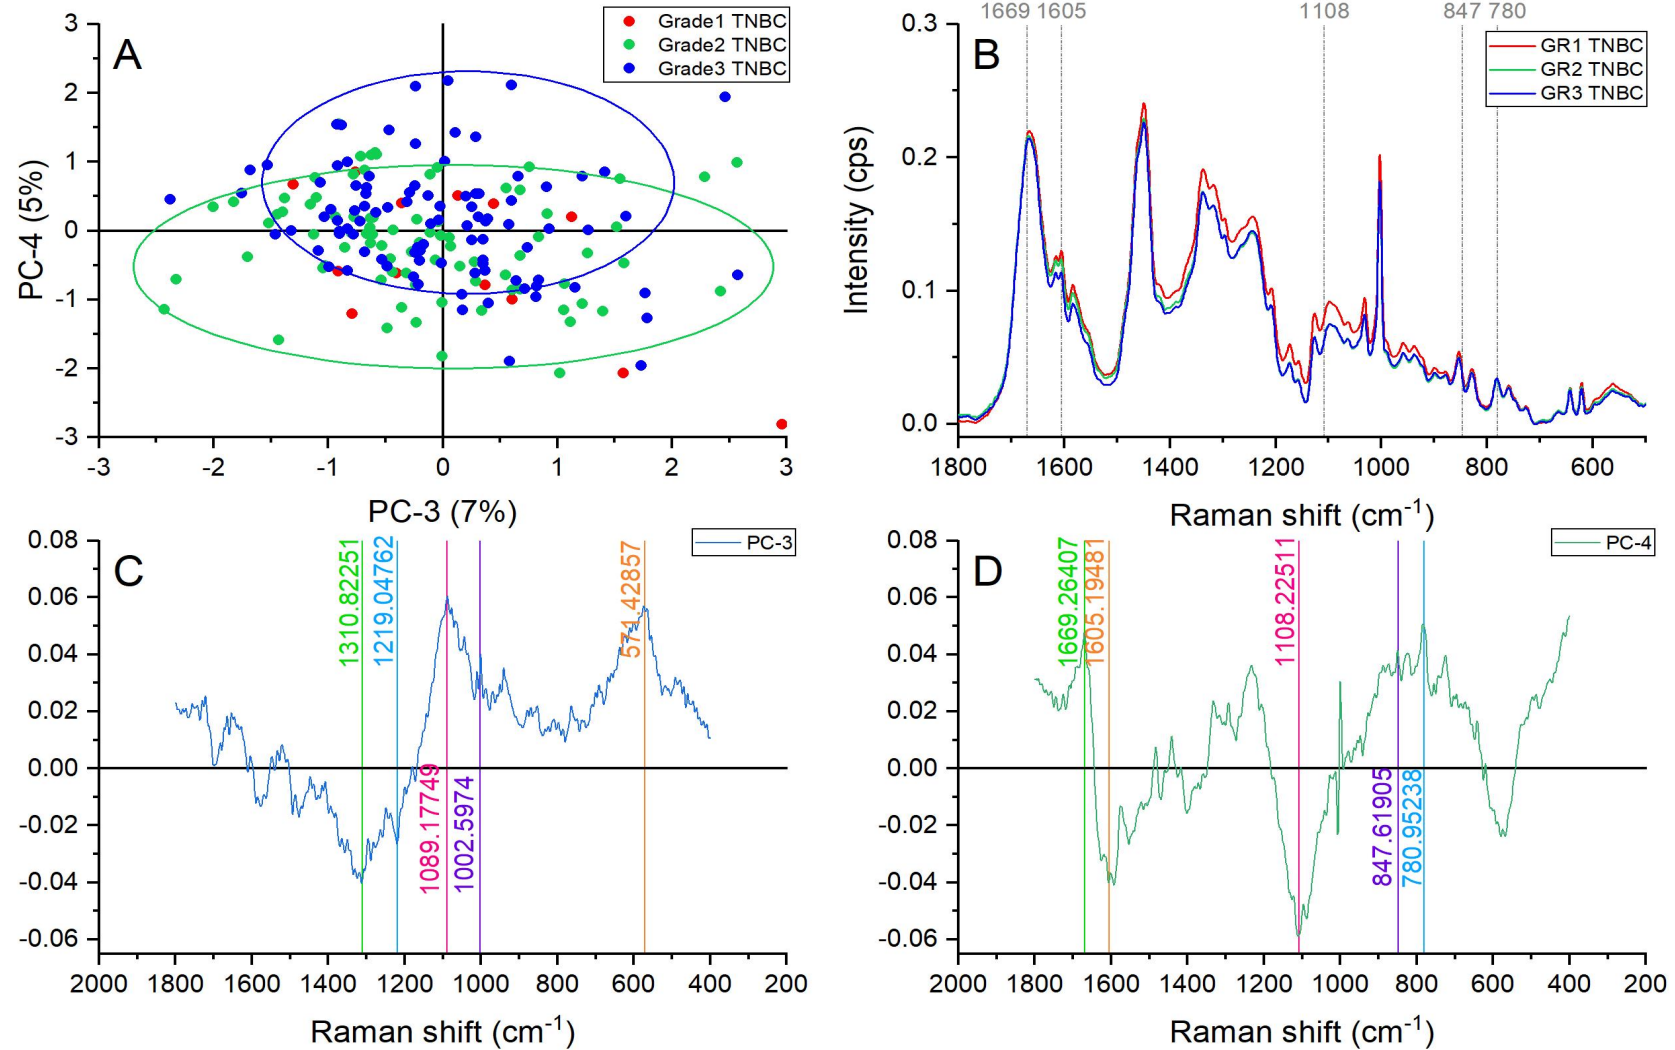 A
Grade1 TNBC
Grade2 TNBC
Grade3 TNBC
3
2
1
0
-1
-2
-3
PC-4 (5%)
-3 -2 -1 0 1 2 3
PC-3 (7%)
1669 1605 1108 847 780
B
GR1 TNBC
GR2 TNBC
GR3 TNBC
0.3
0.2
0.1
0.0
Intensity (cps)
1800 1600 1400 1200 1000 800 600
Raman shift (cm-1)
C
PC-3
0.08
0.06
0.04
0.02
0.00
-0.02
-0.04
-0.06
1310.82251
1219.04762
1089.17749
1002.5974
571.42857
2000 1800 1600 1400 1200 1000 800 600 400 200
Raman shift (cm-1)
D
PC-4
0.08
0.06
0.04
0.02
0.00
-0.02
-0.04
-0.06
1669.26407
1605.19481
1108.22511
847.61905
780.95238
2000 1800 1600 1400 1200 1000 800 600 400 200
Raman shift (cm-1)